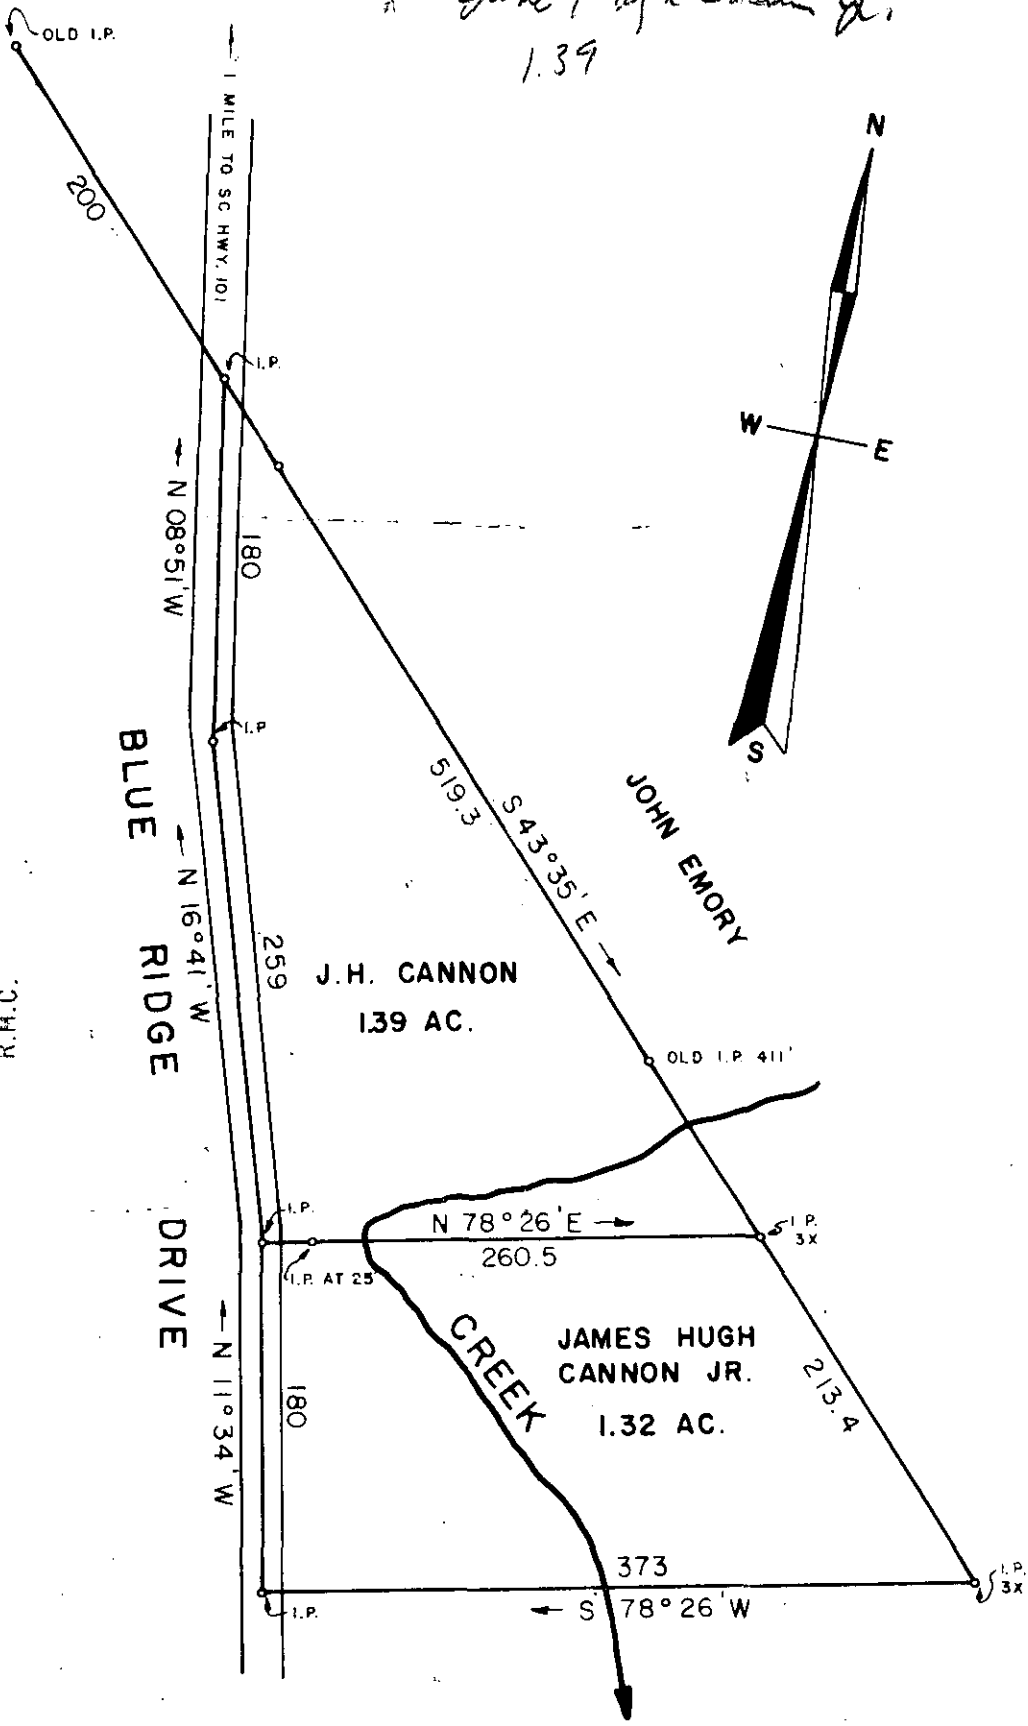 1.39
OLD I.P.
1 MILE TO SC HWY. 101
N
200
I.P.
W
E
N 08°51'W
180
S
I.P.
BLUE RIDGE DRIVE
519.3
S 43°35'E
JOHN EMORY
N 16°41'W
259
J.H. CANNON
1.39 AC.
R.M.C.
OLD I.P. 411'
I.P.
N 78°26'E
260.5
I.P.
3X
I.P. AT 25'
CREEK
JAMES HUGH
CANNON JR.
1.32 AC.
213.4
N 11°34'W
180
373
S 78°26'W
I.P.
I.P.
3X